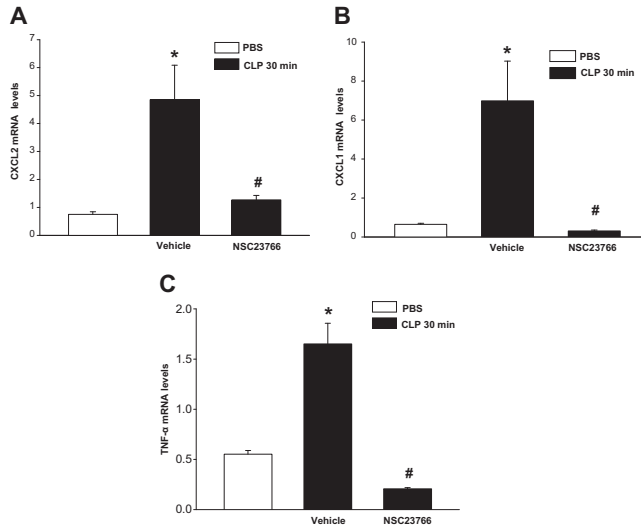 A
CXCL2 mRNA levels
7
6
5
4
3
2
1
0
*
#
PBS
CLP 30 min
Vehicle
NSC23766
B
CXCL1 mRNA levels
10
8
6
4
2
0
*
#
PBS
CLP 30 min
Vehicle
NSC23766
C
TNF-α mRNA levels
2.0
1.5
1.0
0.5
0.0
*
#
PBS
CLP 30 min
Vehicle
NSC23766